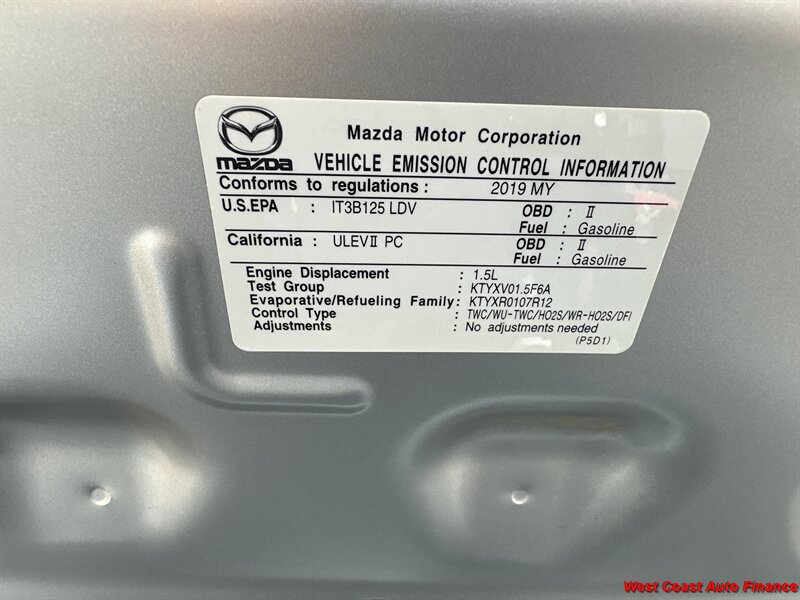 Mazda Motor Corporation
mazda VEHICLE EMISSION CONTROL INFORMATION
Conforms to regulations : 2019 MY
U.S.EPA : IT3B125 LDV OBD : II
Fuel : Gasoline
California : ULEVII PC OBD : II
Fuel : Gasoline
Engine Displacement : 1.5L
Test Group : KTYXV01.5F6A
Evaporative/Refueling Family: KTYXR0107R12
Control Type : TWC/WU-TWC/HO2S/WR-HO2S/DFI
Adjustments : No adjustments needed
(P5D1)
West Coast Auto Finance